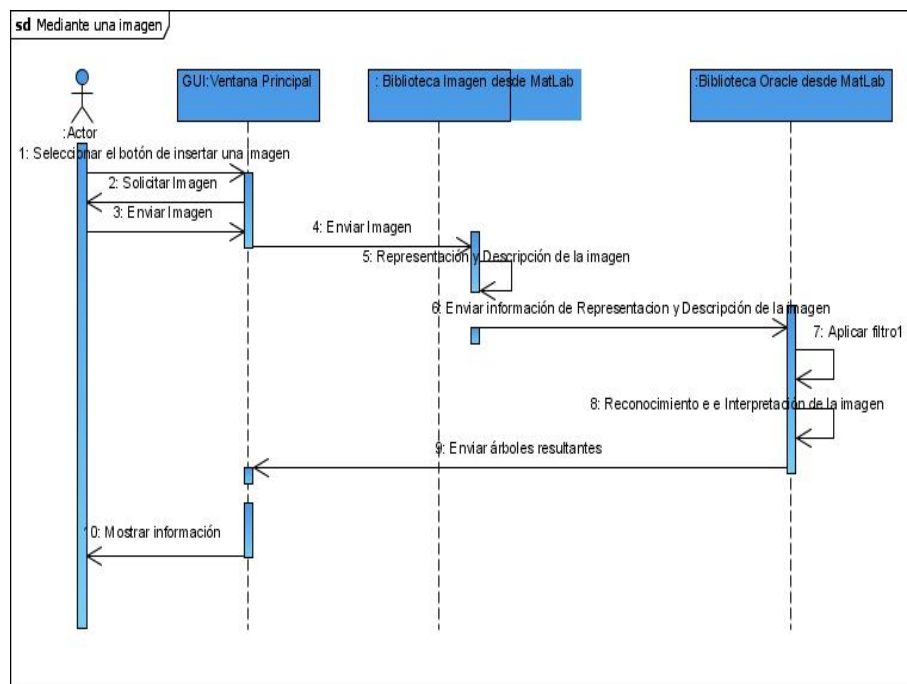 sd Mediante una imagen
GUI:Ventana Principal
: Biblioteca Imagen desde MatLab
:Biblioteca Oracle desde MatLab
:Actor
1: Seleccionar el botón de insertar una imagen
2: Solicitar Imagen
3: Enviar Imagen
4: Enviar Imagen
5: Representación y Descripción de la imagen
6: Enviar información de Representacion y Descripción de la imagen
7: Aplicar filtro1
8: Reconocimiento e e Interpretación de la imagen
9: Enviar árboles resultantes
10: Mostrar información